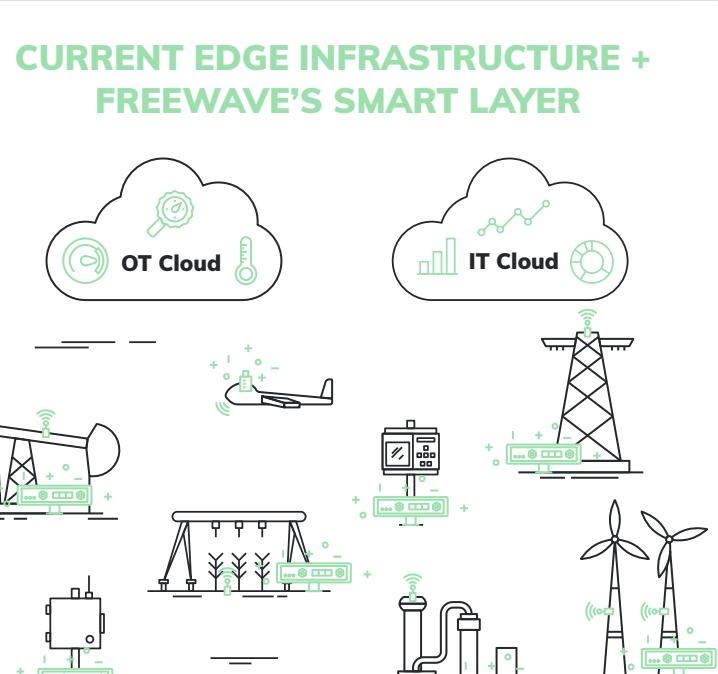 CURRENT EDGE INFRASTRUCTURE +
FREEWAVE’S SMART LAYER
OT Cloud
IT Cloud